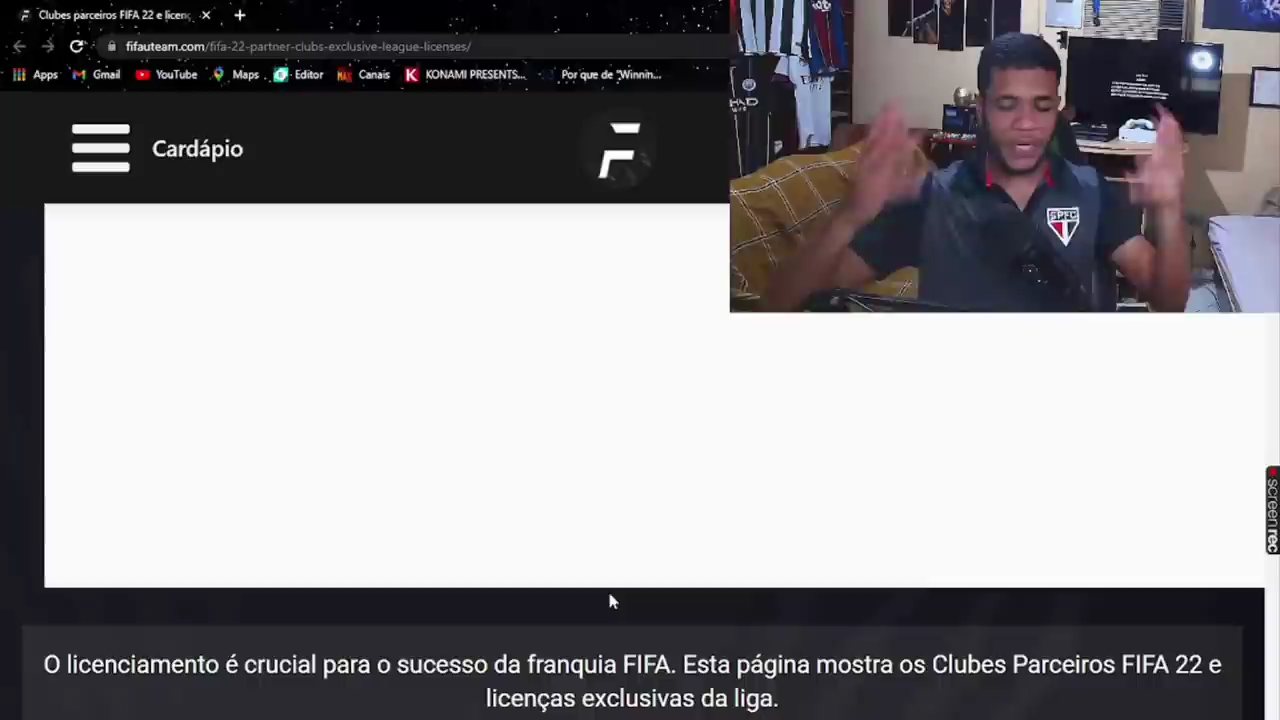 Clubes parceiros FIFA 22 e licenç
fifauteam.com/fifa-22-partner-clubs-exclusive-league-licenses/
Apps
Gmail
YouTube
Maps
Editor
Canais
KONAMI PRESENTS...
Por que de "Winnin...
Cardápio
SPFC
screenrec
O licenciamento é crucial para o sucesso da franquia FIFA. Esta página mostra os Clubes Parceiros FIFA 22 e
licenças exclusivas da liga.